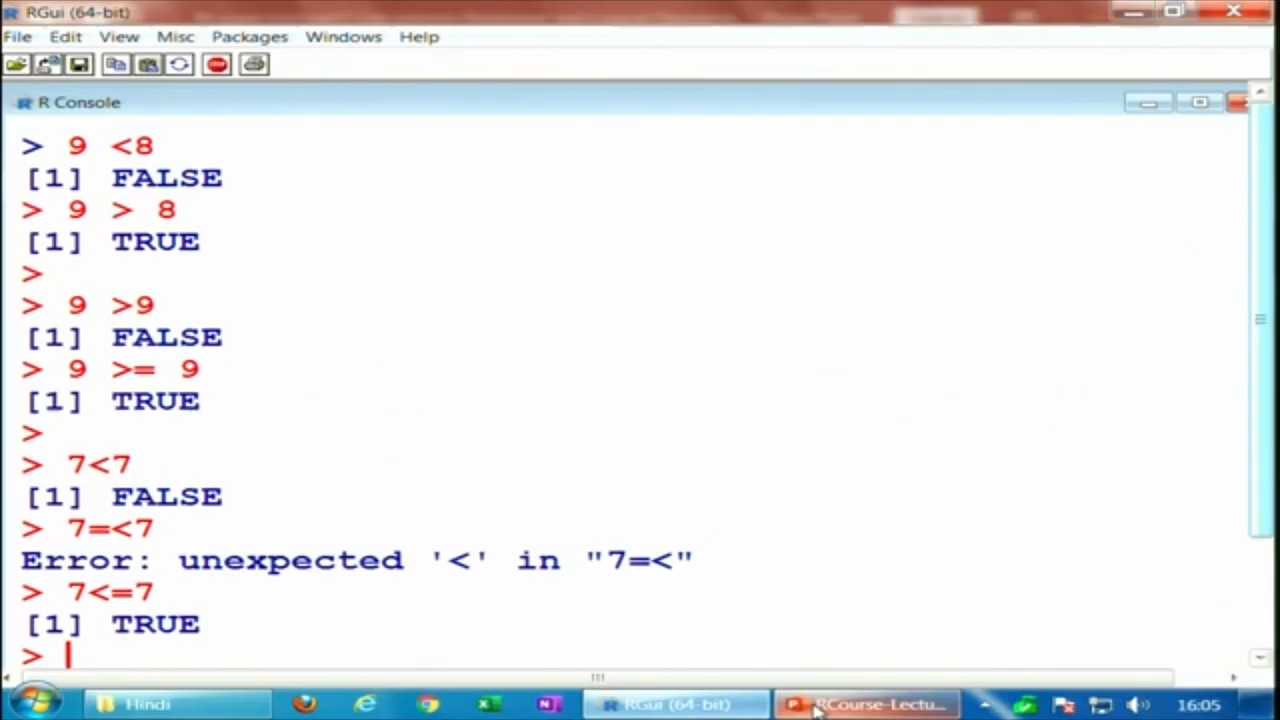 RGui (64-bit)
File Edit View Misc Packages Windows Help
R Console
> 9 <8
[1] FALSE
> 9 > 8
[1] TRUE
>
> 9 >9
[1] FALSE
> 9 >= 9
[1] TRUE
>
> 7<7
[1] FALSE
> 7=<7
Error: unexpected '<' in "7=<"
> 7<=7
[1] TRUE
>
Hindi RGui (64-bit) RCourse-Lectu... 16:05